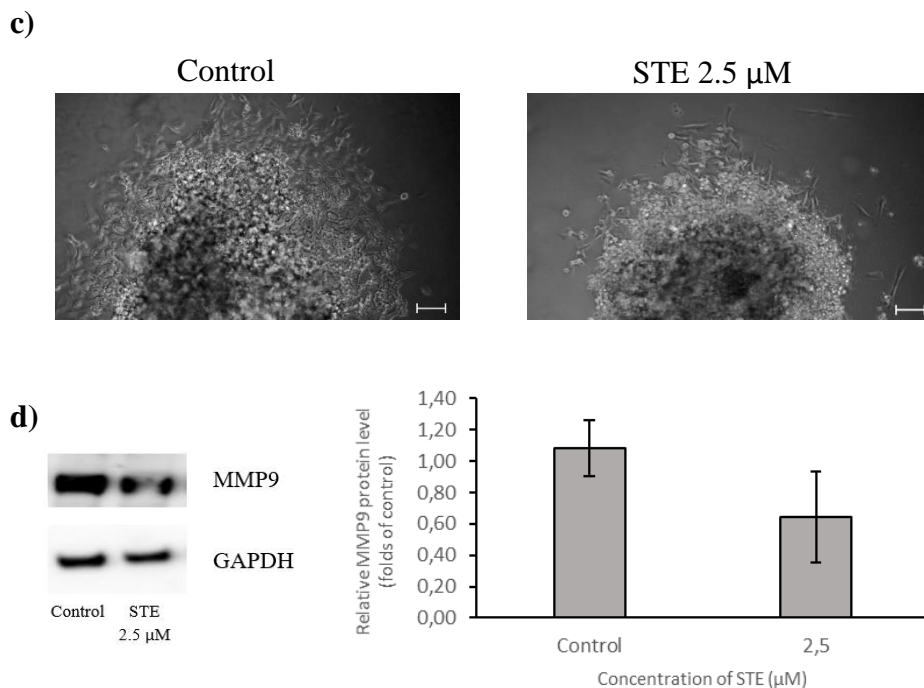 c)
Control
STE 2.5 μM
d)
MMP9
GAPDH
Control
STE
2.5 μM
Relative MMP9 protein level
(folds of control)
1,40
1,20
1,00
0,80
0,60
0,40
0,20
0,00
Control
2,5
Concentration of STE (μM)